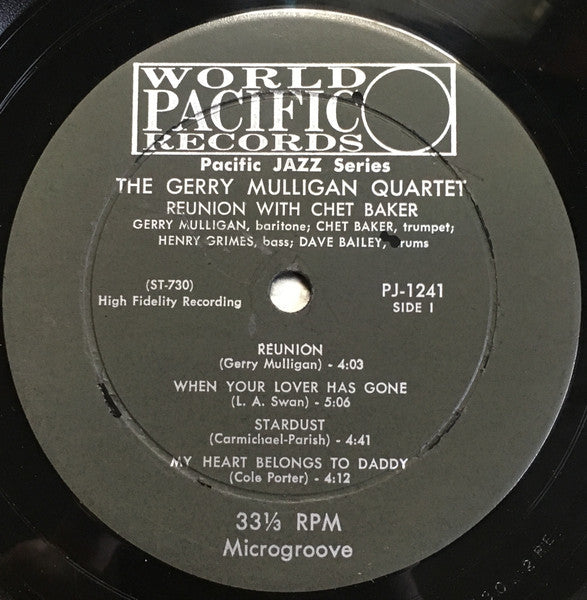 WORLD
PACIFIC
RECORDS
Pacific JAZZ Series
THE GERRY MULLIGAN QUARTET
REUNION WITH CHET BAKER
GERRY MULLIGAN, baritone; CHET BAKER, trumpet;
HENRY GRIMES, bass; DAVE BAILEY, drums
(ST-730)
High Fidelity Recording
PJ-1241
SIDE 1
REUNION
(Gerry Mulligan) - 4:03
WHEN YOUR LOVER HAS GONE
(L. A. Swan) - 5:06
STARDUST
(Carmichael-Parish) - 4:41
MY HEART BELONGS TO DADDY
(Cole Porter) - 4:12
33⅓ RPM
Microgroove